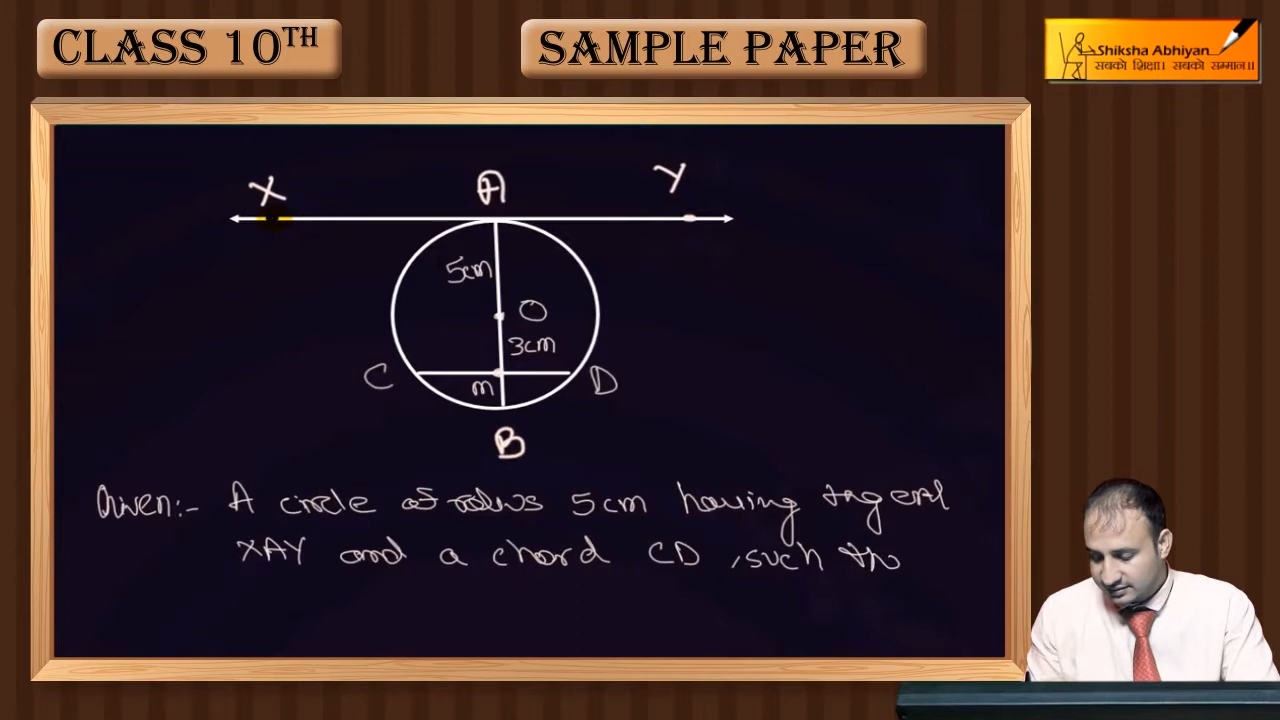 CLASS 10TH
SAMPLE PAPER
Shiksha Abhiyan
सबको शिक्षा। सबको सम्मान॥
X A Y
5cm
O
3cm
C m D
B
Given:- A circle of radius 5cm having tangent
XAY and a chord CD, such